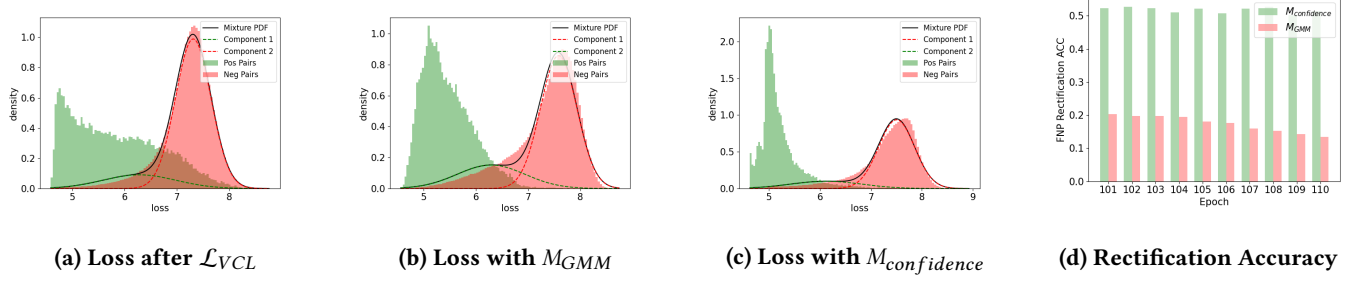 1.0
0.8
0.6
0.4
0.2
0.0
density
5
6
7
8
loss
Mixture PDF
Component 1
Component 2
Pos Pairs
Neg Pairs
(a) Loss after ℒVCL
1.0
0.8
0.6
0.4
0.2
0.0
density
5
6
7
8
loss
Mixture PDF
Component 1
Component 2
Pos Pairs
Neg Pairs
(b) Loss with MGMM
2.0
1.5
1.0
0.5
0.0
density
5
6
7
8
9
loss
Mixture PDF
Component 1
Component 2
Pos Pairs
Neg Pairs
(c) Loss with Mconfidence
0.5
0.4
0.3
0.2
0.1
0.0
FNP Rectification ACC
Mconfidence
MGMM
101 102 103 104 105 106 107 108 109 110
Epoch
(d) Rectification Accuracy